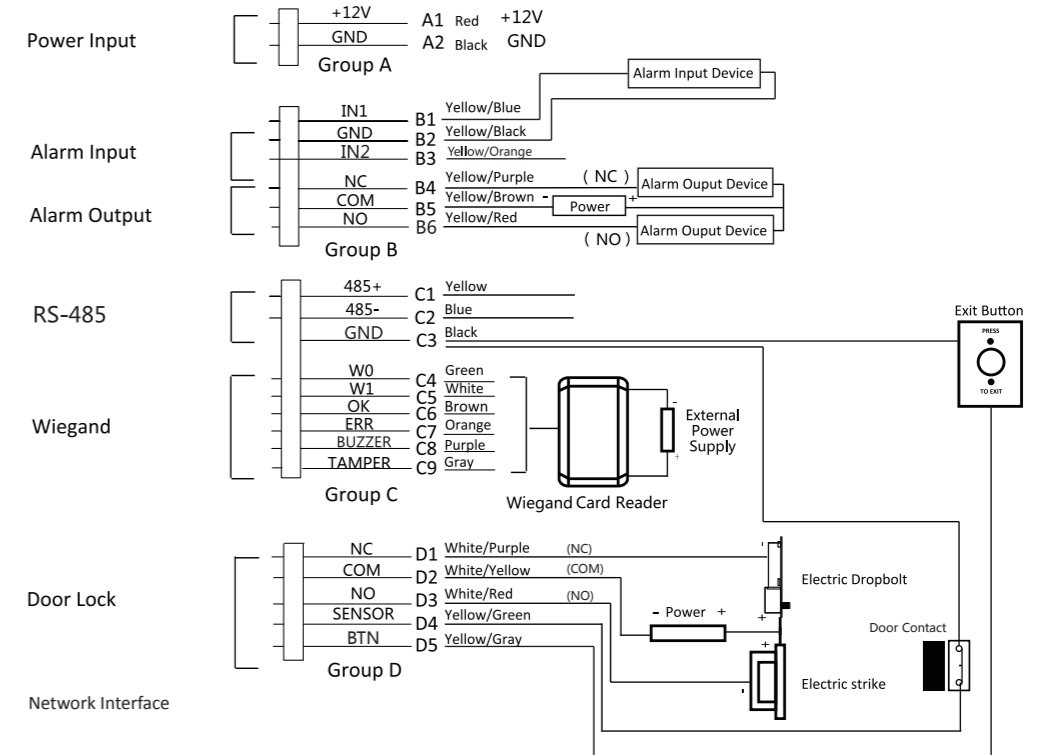 +12V A1 Red +12V
Power Input GND A2 Black GND
Group A
Alarm Input Device
IN1 B1 Yellow/Blue
GND B2 Yellow/Black
Alarm Input IN2 B3 Yellow/Orange
NC B4 Yellow/Purple ( NC ) Alarm Ouput Device
Alarm Output COM B5 Yellow/Brown - Power +
NO B6 Yellow/Red ( NO ) Alarm Ouput Device
Group B
485+ C1 Yellow
RS-485 485- C2 Blue
GND C3 Black
Exit Button
PRESS
TO EXIT
W0 C4 Green
W1 C5 White
OK C6 Brown
Wiegand ERR C7 Orange
BUZZER C8 Purple
TAMPER C9 Gray
Group C
-
External
Power
Supply
+
Wiegand Card Reader
NC D1 White/Purple (NC) -
COM D2 White/Yellow (COM) Electric Dropbolt
Door Lock NO D3 White/Red (NO)
SENSOR D4 Yellow/Green - Power + +
BTN D5 Yellow/Gray +
Group D
Door Contact
- Electric strike
Network Interface